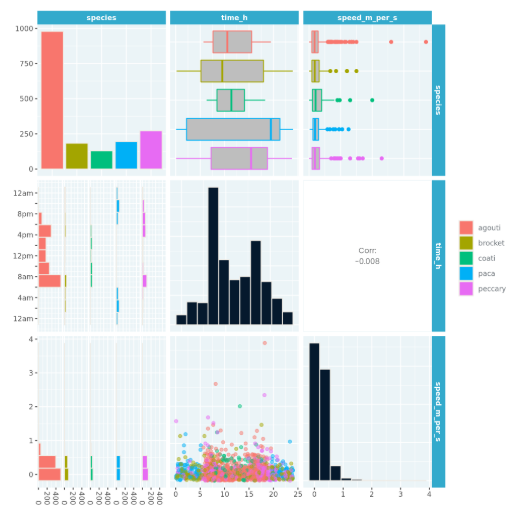 species time_h speed_m_per_s
1000
750
500
250
0
species
12am
8pm
4pm
12pm
8am
4am
12am
Corr:
−0.008
time_h
agouti
brocket
coati
paca
peccary
4
3
2
1
0
speed_m_per_s
0 200 400 0 200 400 0 200 400 0 200 400 0 200 400
0 5 10 15 20 25
0 1 2 3 4